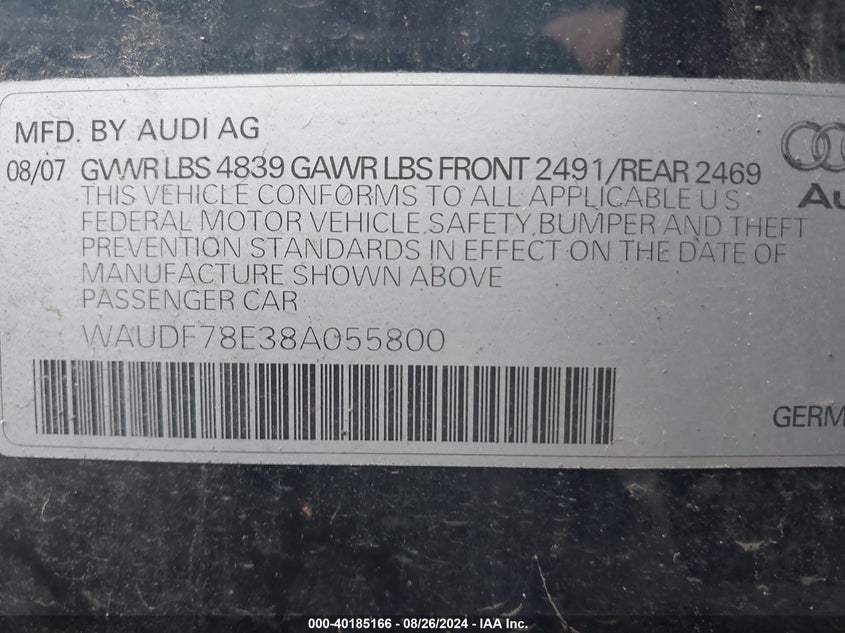 MFD. BY AUDI AG
08/07 GVWR LBS 4839 GAWR LBS FRONT 2491/REAR 2469
THIS VEHICLE CONFORMS TO ALL APPLICABLE U S
FEDERAL MOTOR VEHICLE SAFETY, BUMPER AND THEFT
PREVENTION STANDARDS IN EFFECT ON THE DATE OF
MANUFACTURE SHOWN ABOVE
PASSENGER CAR
WAUDF78E38A055800
Au
GERM
000-40185166 - 08/26/2024 - IAA Inc.